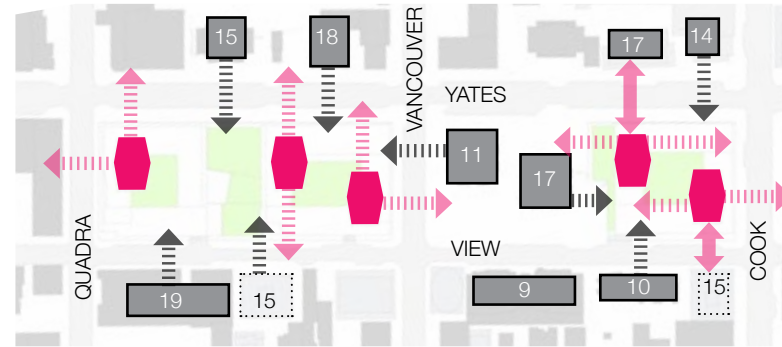 15
18
17
14
VANCOUVER
YATES
11
17
QUADRA
VIEW
COOK
19
15
9
10
15